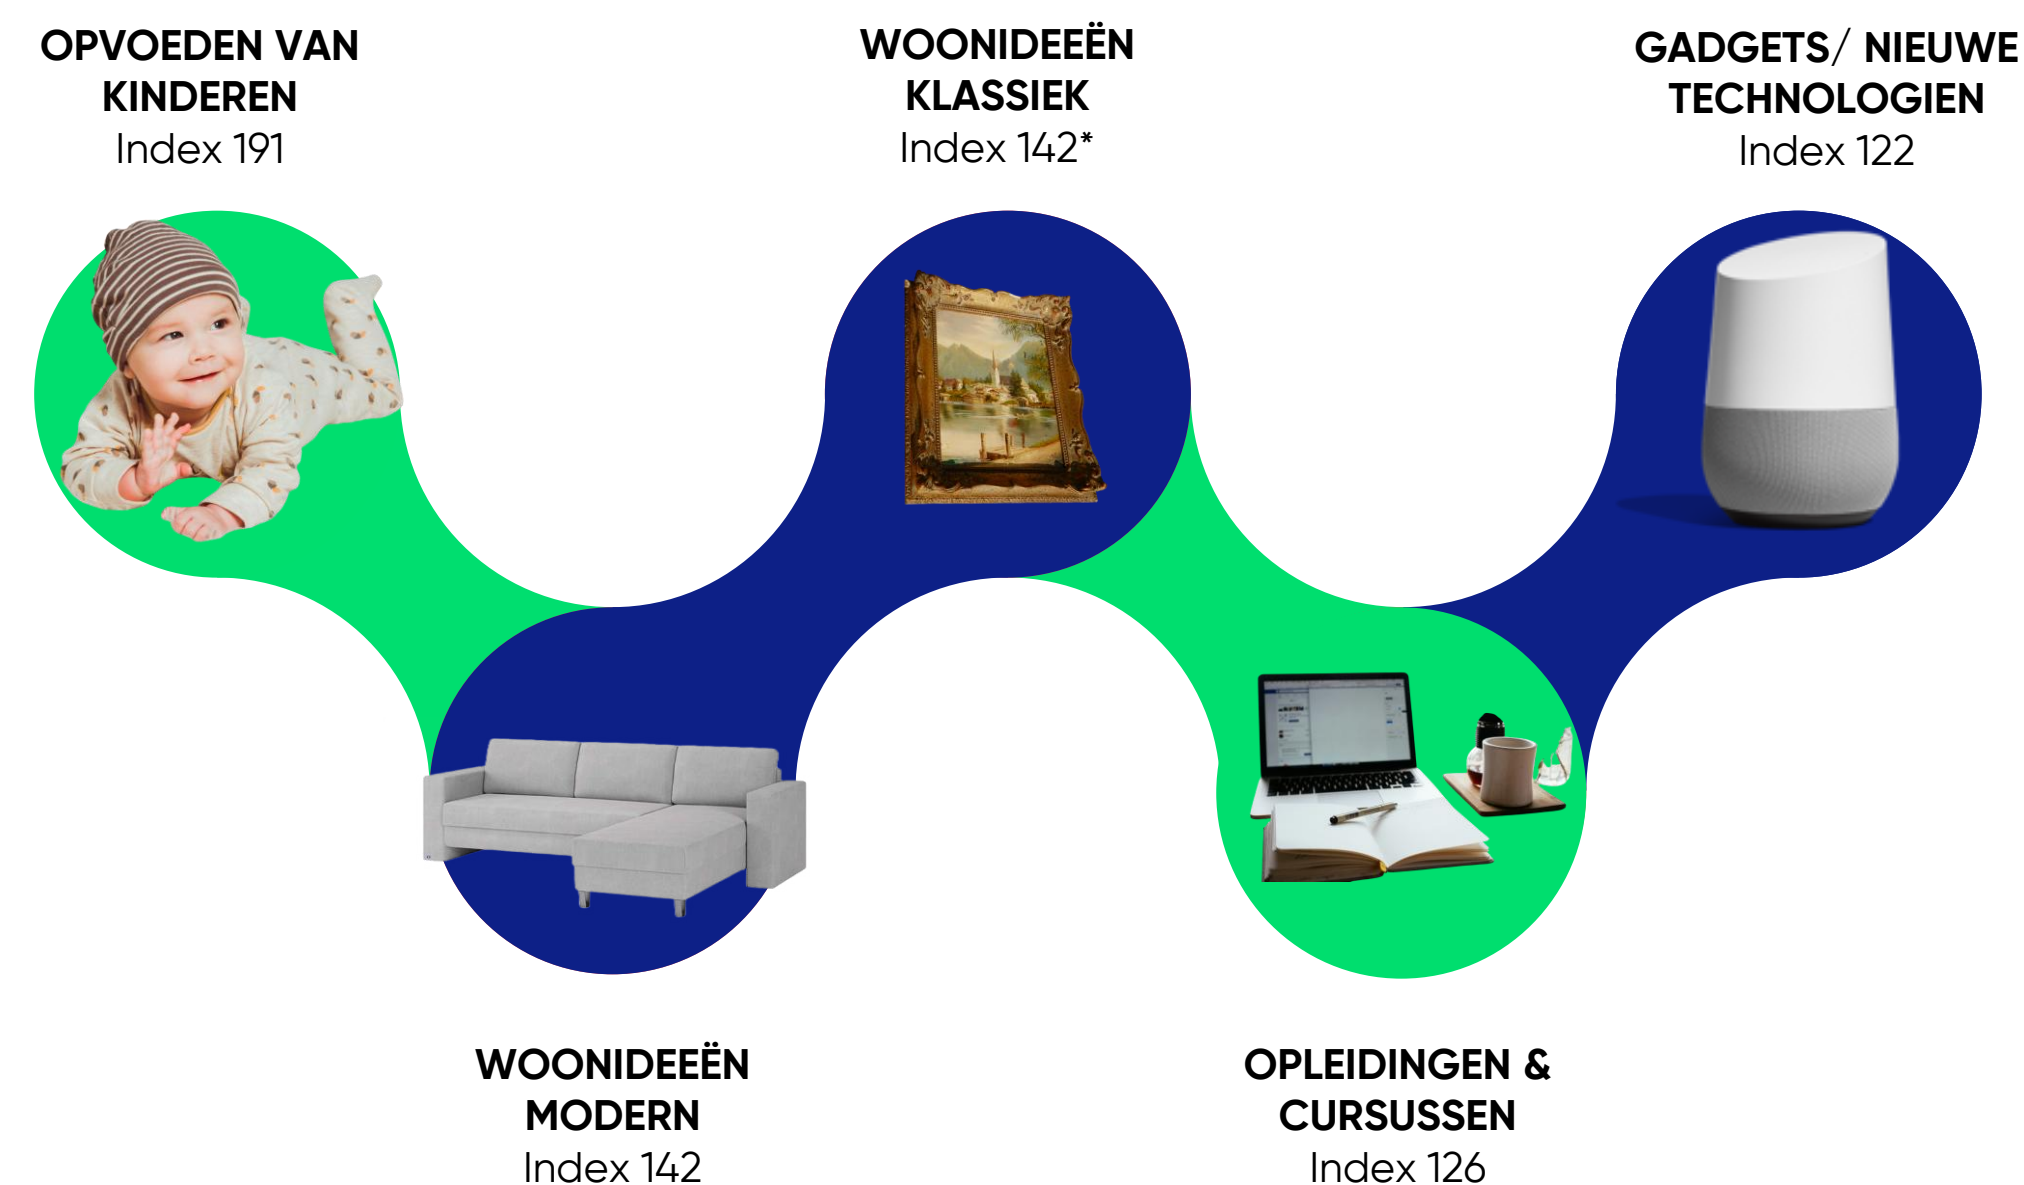 OPVOEDEN VAN
KINDEREN
Index 191
WOONIDEEËN
MODERN
Index 142
WOONIDEEËN
KLASSIEK
Index 142*
OPLEIDINGEN &
CURSUSSEN
Index 126
GADGETS/ NIEUWE
TECHNOLOGIEN
Index 122